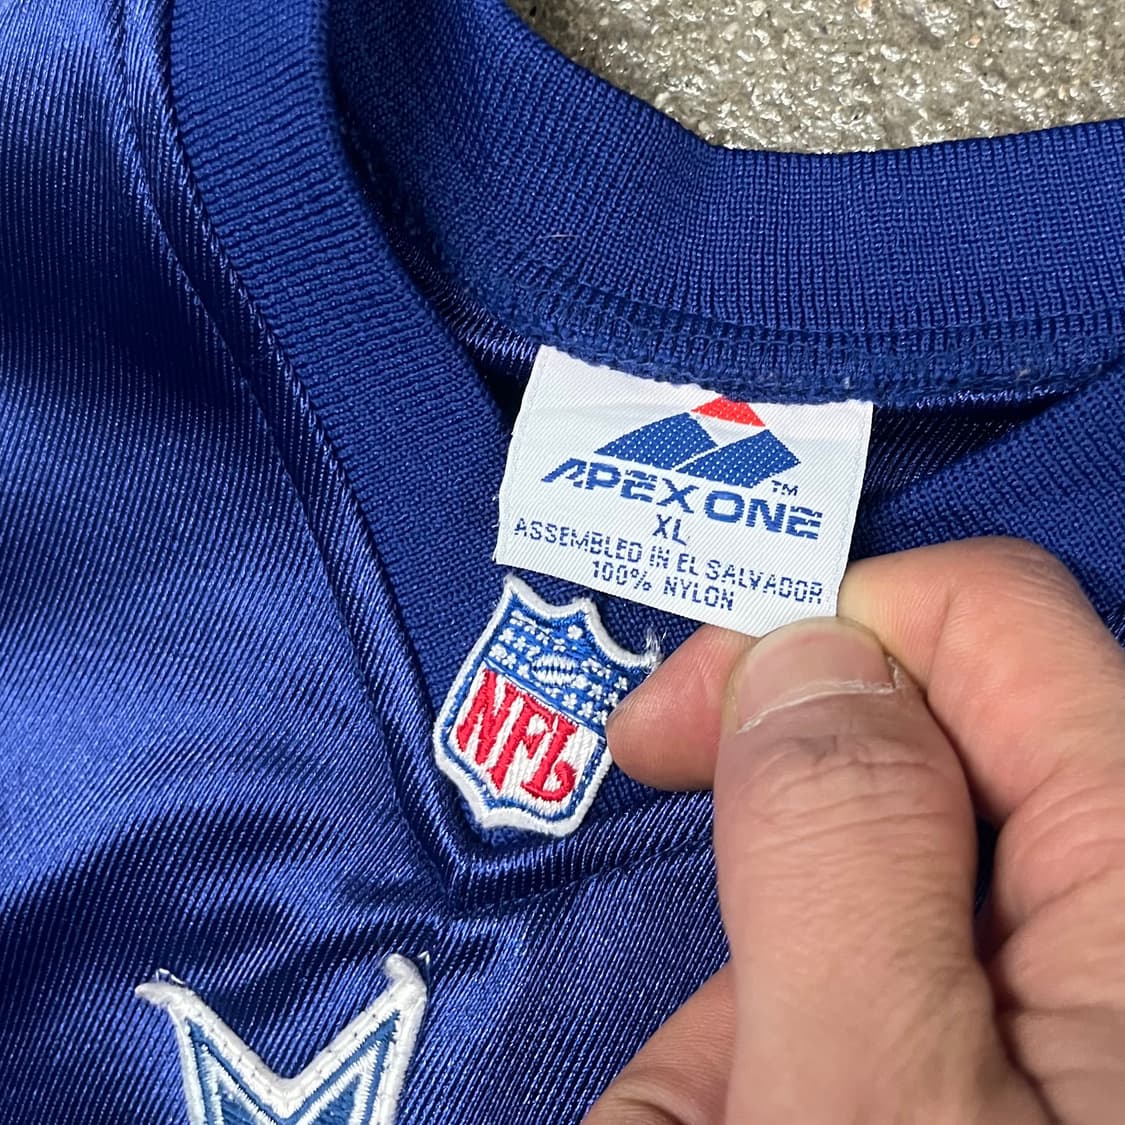 APEX ONE™
XL
ASSEMBLED IN EL SALVADOR
100% NYLON
NFL